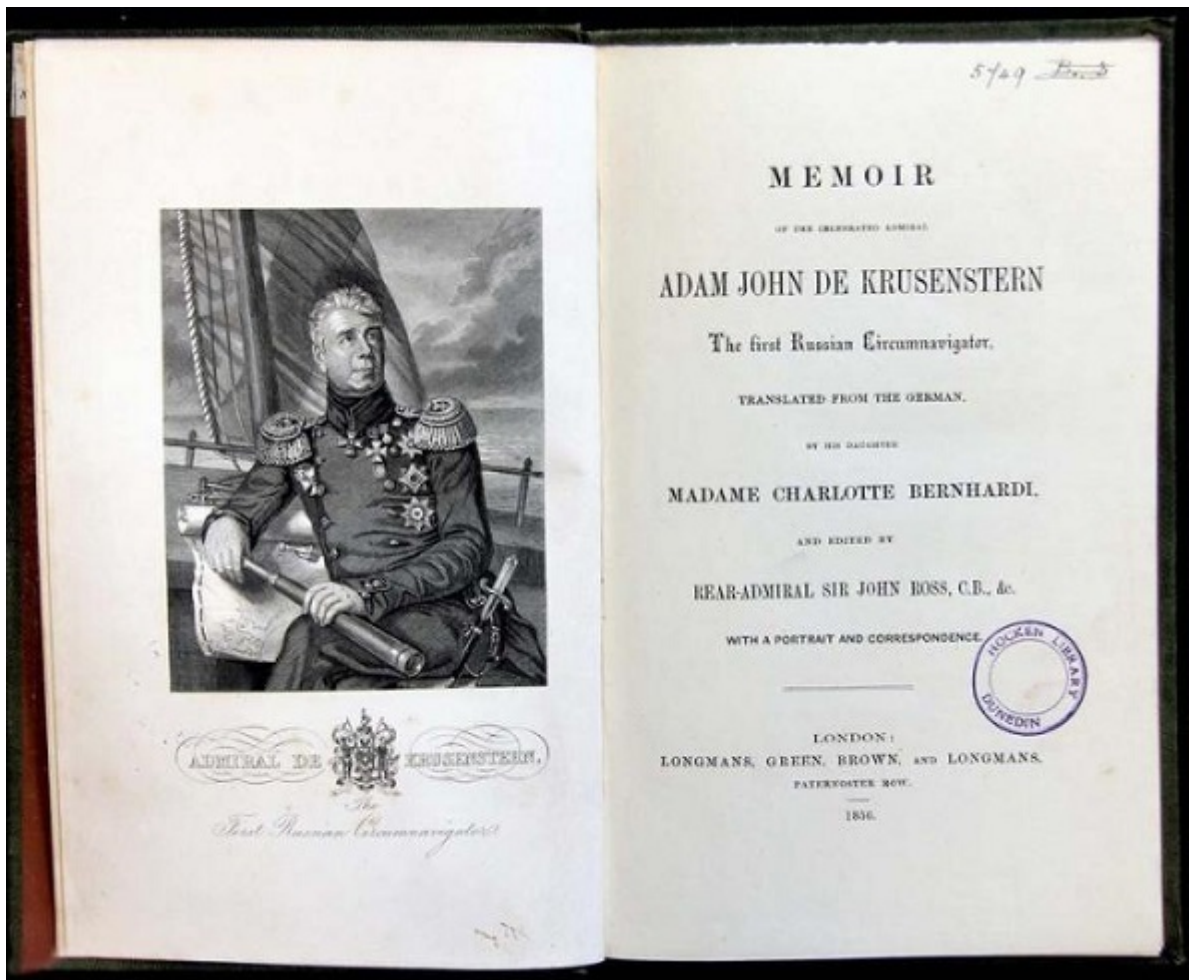 ADMIRAL DE KRUSENSTERN.
The
First Russian Circumnavigator
5/49
MEMOIR
OF THE CELEBRATED ADMIRAL
ADAM JOHN DE KRUSENSTERN
The first Russian Circumnavigator.
TRANSLATED FROM THE GERMAN.
BY HIS DAUGHTER
MADAME CHARLOTTE BERNHARDI.
AND EDITED BY
REAR-ADMIRAL SIR JOHN ROSS, C.B., &c.
WITH A PORTRAIT AND CORRESPONDENCE.
HOCKEN LIBRARY
DUNEDIN
LONDON:
LONGMANS, GREEN, BROWN, AND LONGMANS.
PATERNOSTER ROW.
1856.